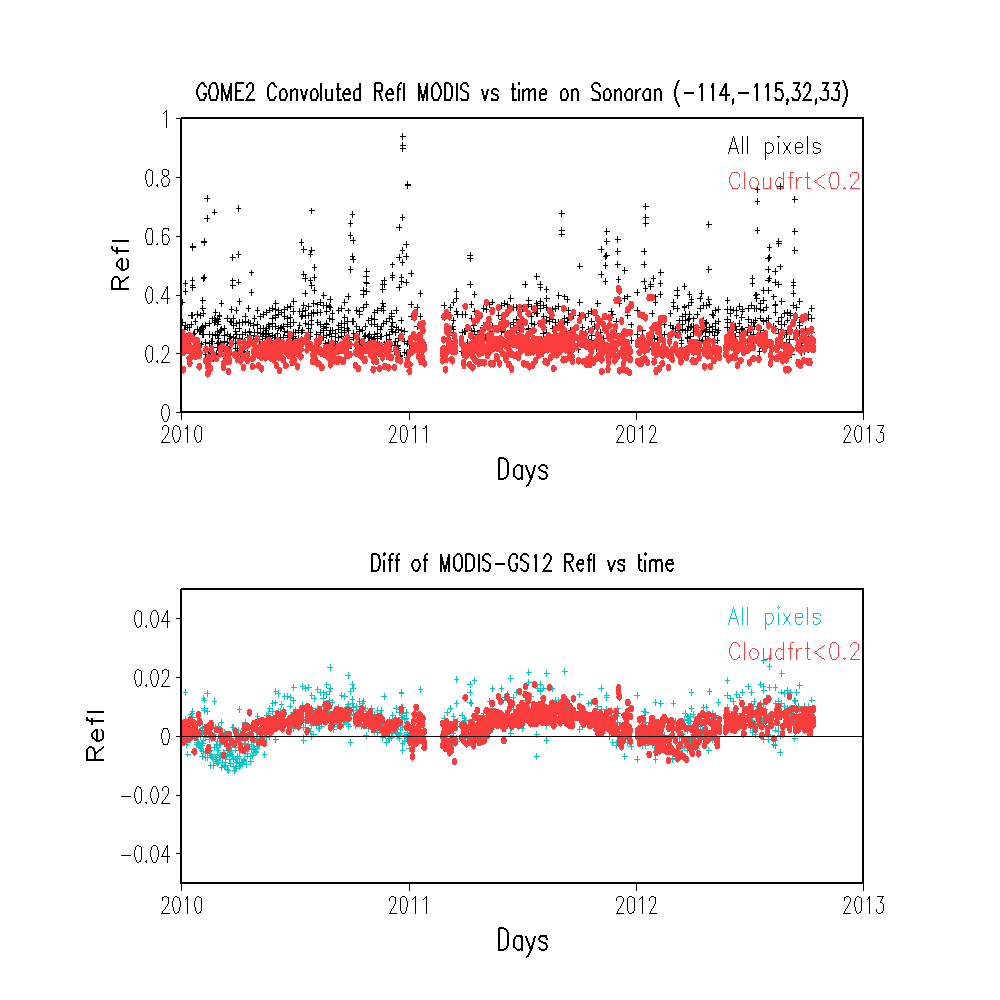 GOME2 Convoluted Refl MODIS vs time on Sonoran (-114,-115,32,33)
1
0.8
0.6
0.4
0.2
0
Refl
All pixels
Cloudfrt<0.2
2010
2011
2012
2013
Days
Diff of MODIS-GS12 Refl vs time
0.04
0.02
0
-0.02
-0.04
Refl
All pixels
Cloudfrt<0.2
2010
2011
2012
2013
Days